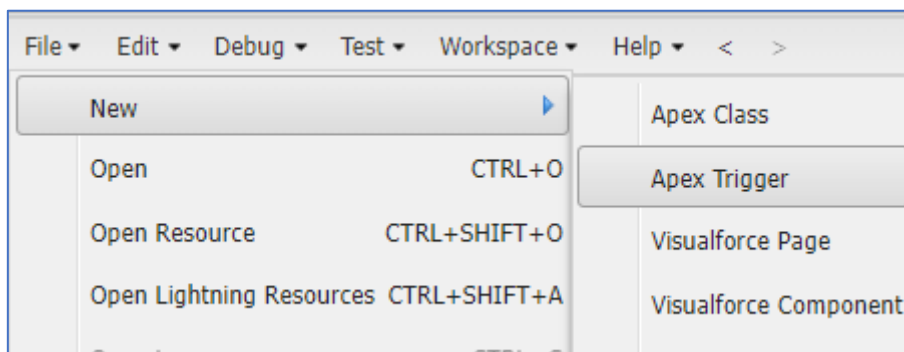 File Edit Debug Test Workspace Help < >
New
Apex Class
Open CTRL+O
Apex Trigger
Open Resource CTRL+SHIFT+O
Visualforce Page
Open Lightning Resources CTRL+SHIFT+A
Visualforce Component